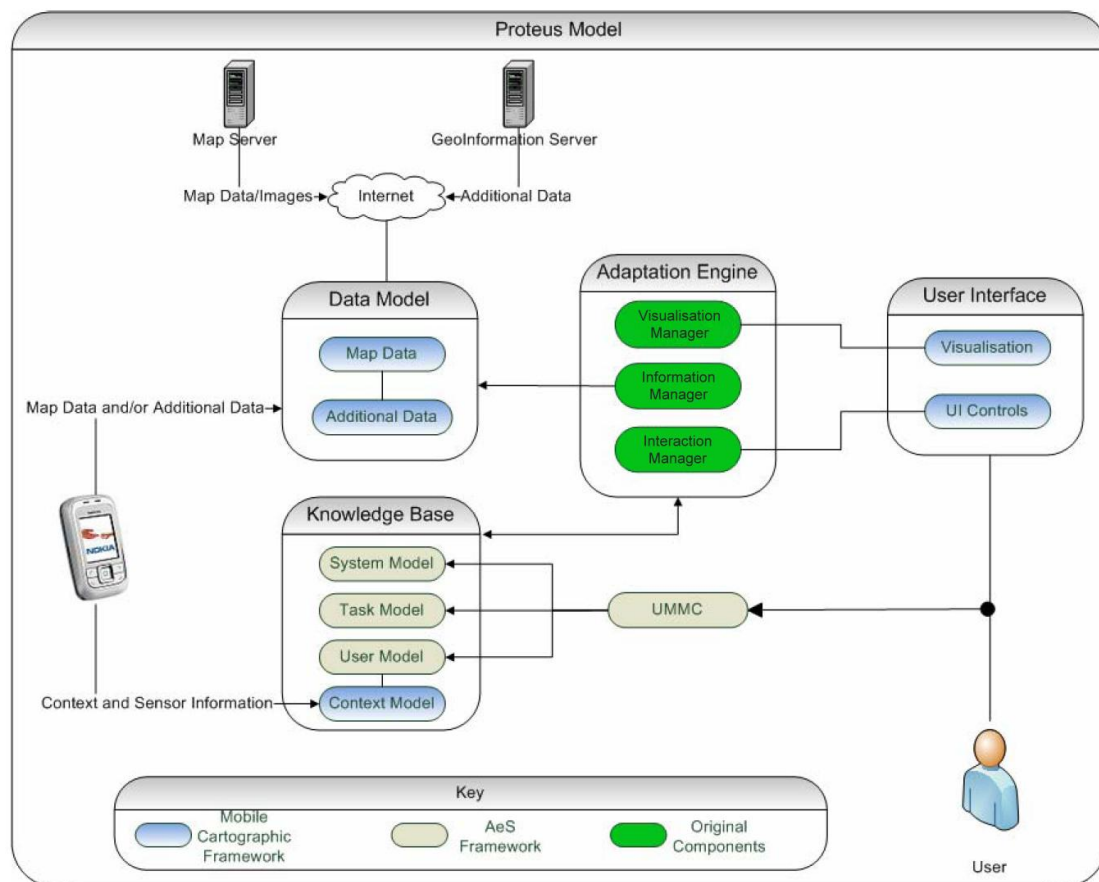 Proteus Model
Map Server
GeoInformation Server
Map Data/Images
Internet
Additional Data
Adaptation Engine
Data Model
User Interface
Visualisation
Manager
Map Data
Visualisation
Information
Manager
Map Data and/or Additional Data
Additional Data
UI Controls
Interaction
Manager
Knowledge Base
NOKIA
System Model
Task Model
UMMC
User Model
Context and Sensor Information
Context Model
Key
Mobile
Cartographic
Framework
AeS
Framework
Original
Components
User